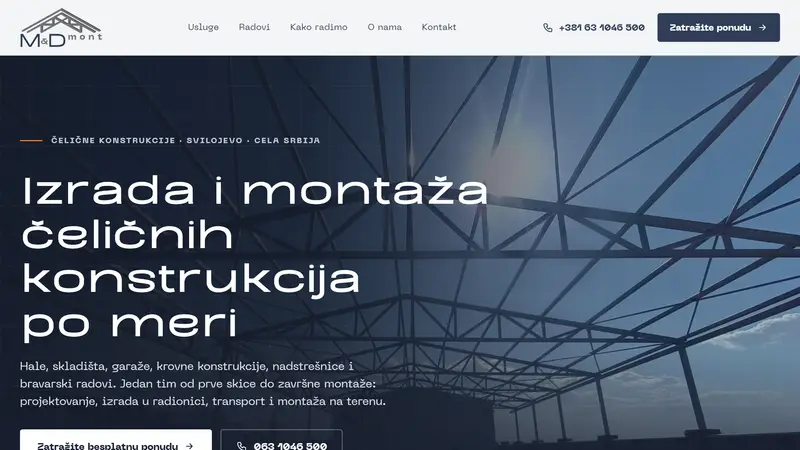 M&D mont
Usluge
Radovi
Kako radimo
O nama
Kontakt
+381 63 1046 500
Zatražite ponudu →
ČELIČNE KONSTRUKCIJE · SVILOJEVO · CELA SRBIJA
Izrada i montaža
čeličnih
konstrukcija
po meri
Hale, skladišta, garaže, krovne konstrukcije, nadstrešnice i
bravarski radovi. Jedan tim od prve skice do završne montaže:
projektovanje, izrada u radionici, transport i montaža na terenu.
Zatražite besplatnu ponudu →
063 1046 500